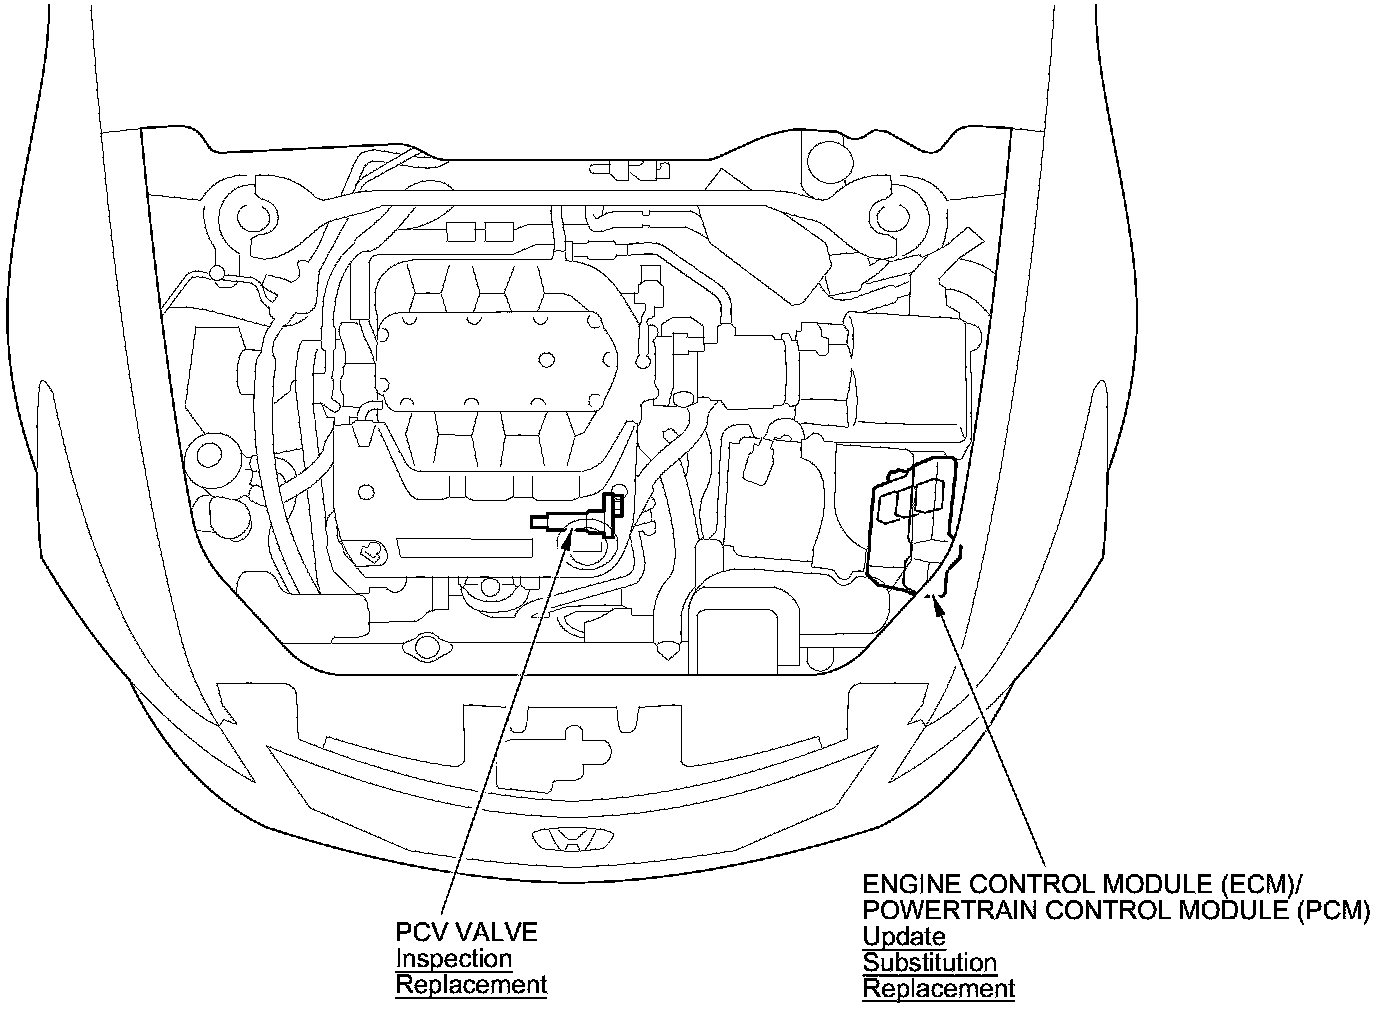 PCV VALVE
Inspection
Replacement
ENGINE CONTROL MODULE (ECM)/
POWERTRAIN CONTROL MODULE (PCM)
Update
Substitution
Replacement